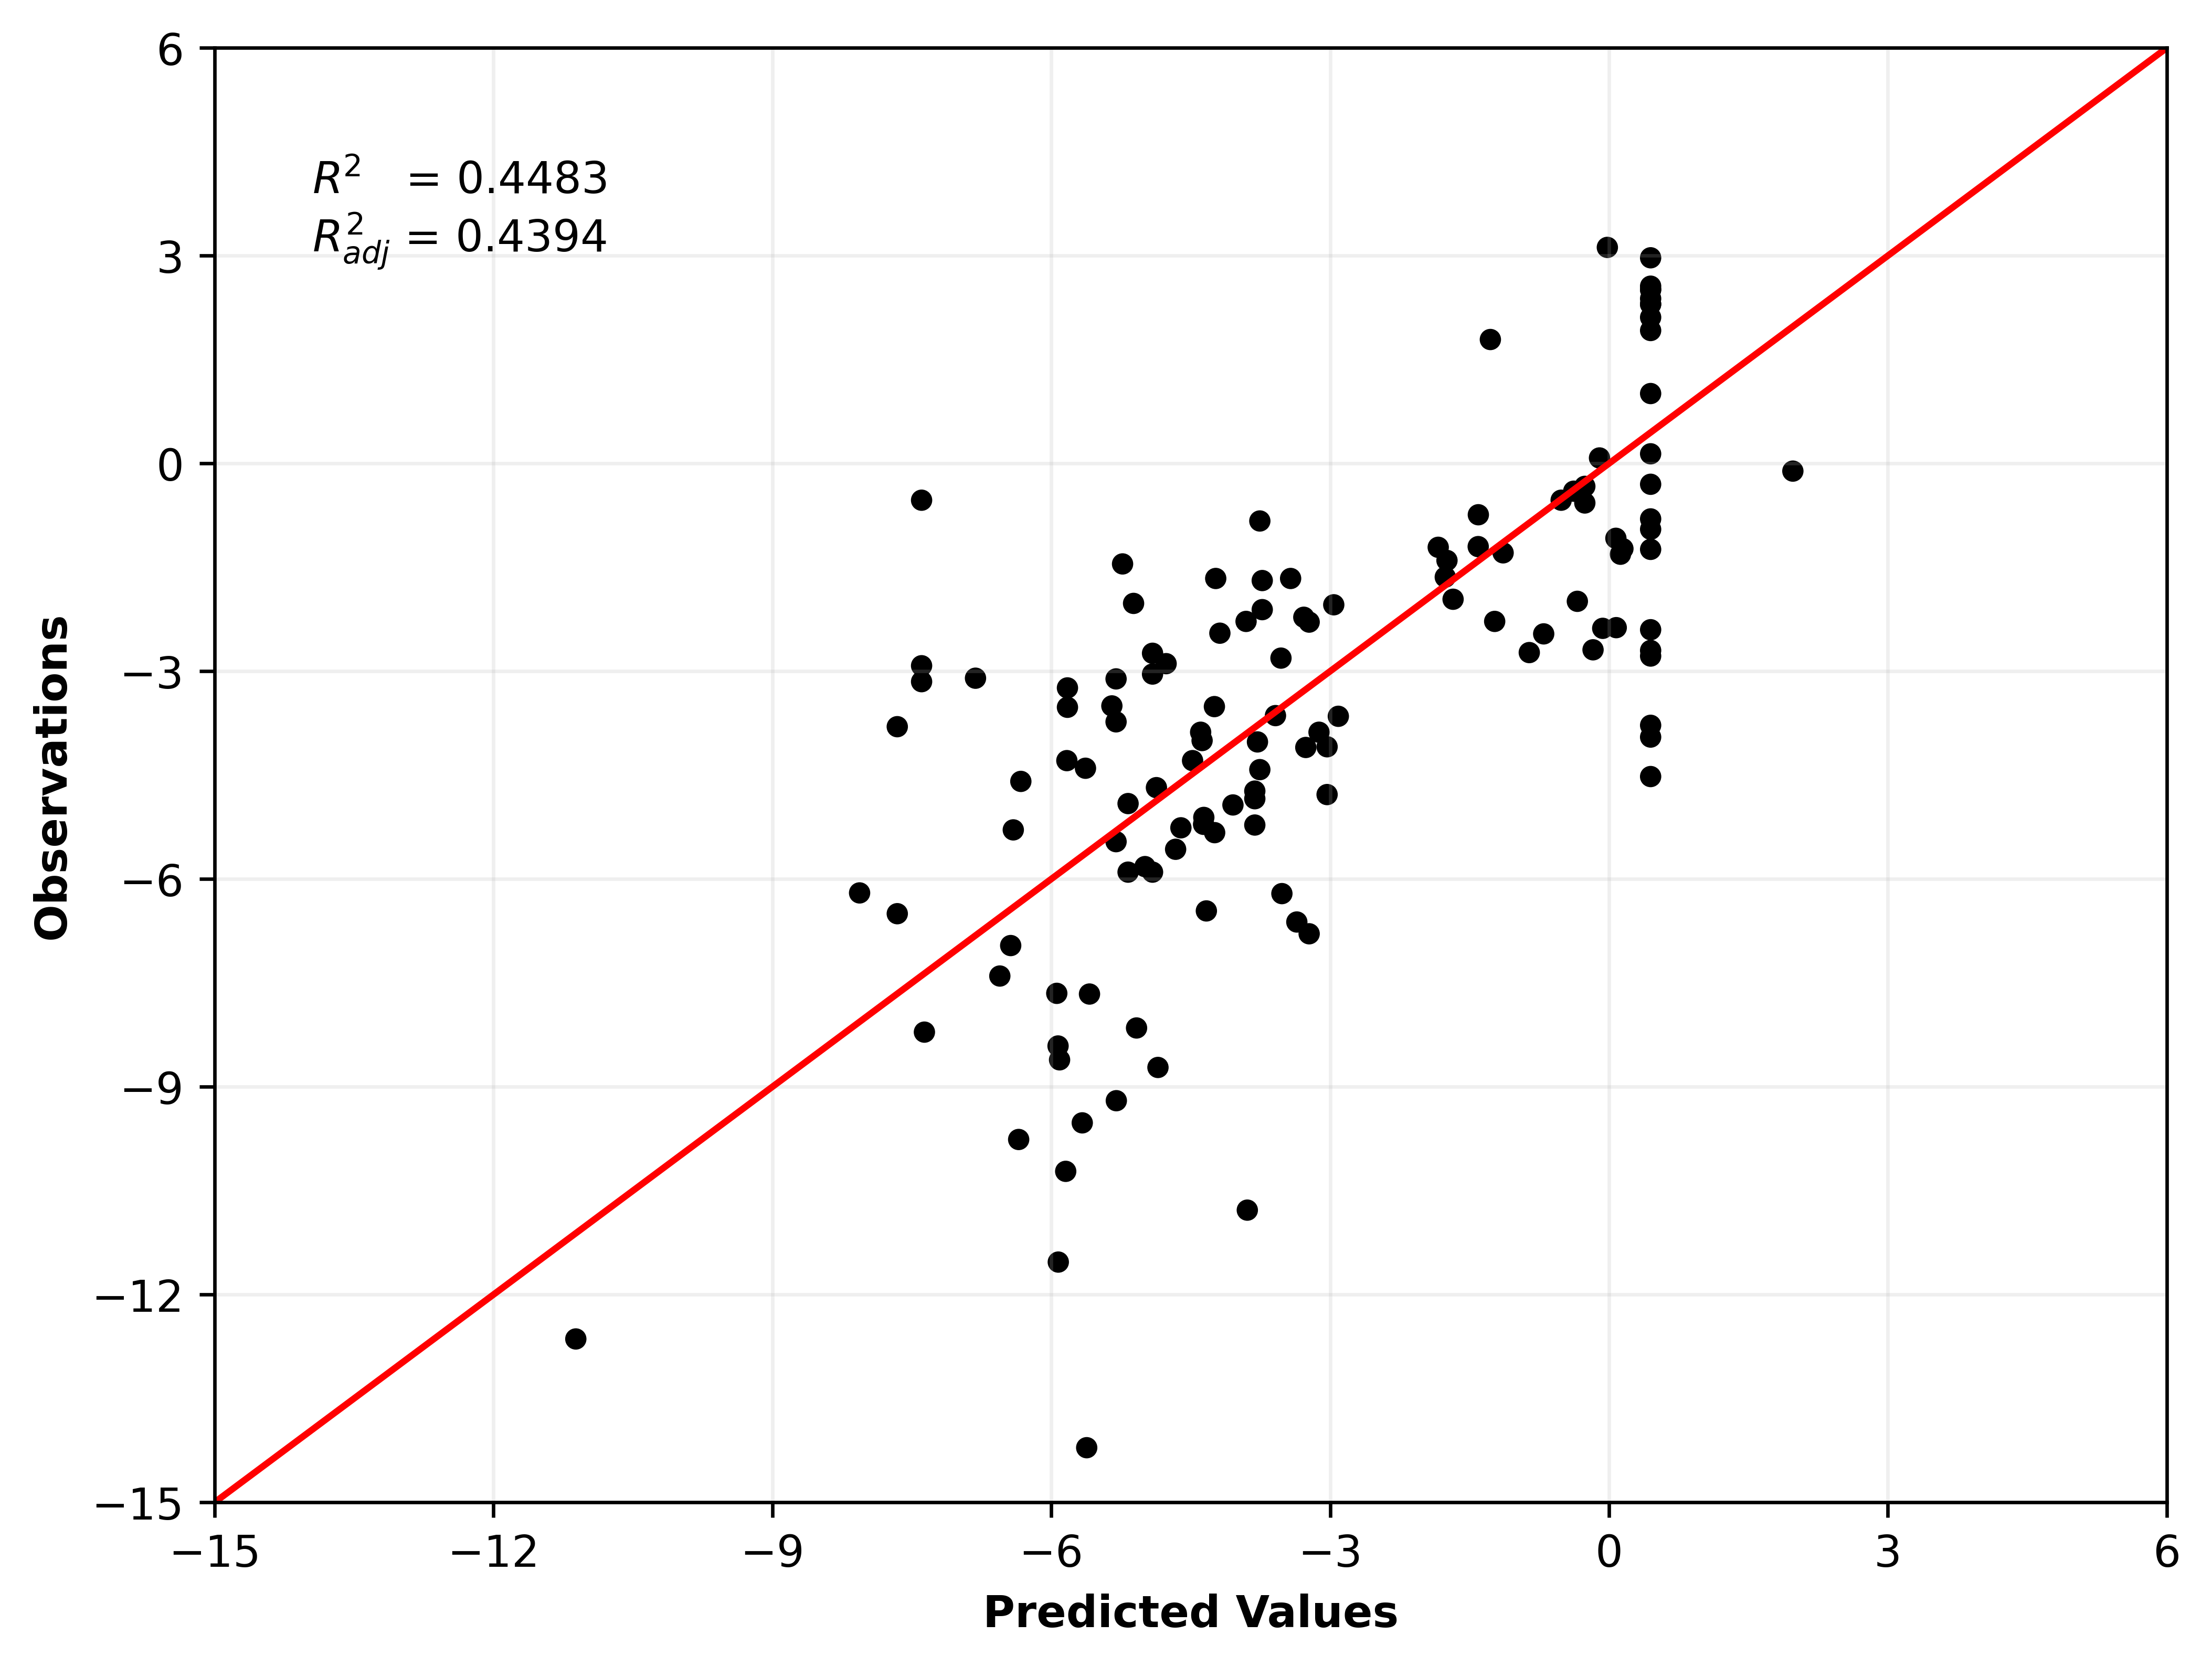 R² = 0.4483
R²adj = 0.4394
6
3
0
−3
−6
−9
−12
−15
Observations
−15 −12 −9 −6 −3 0 3 6
Predicted Values